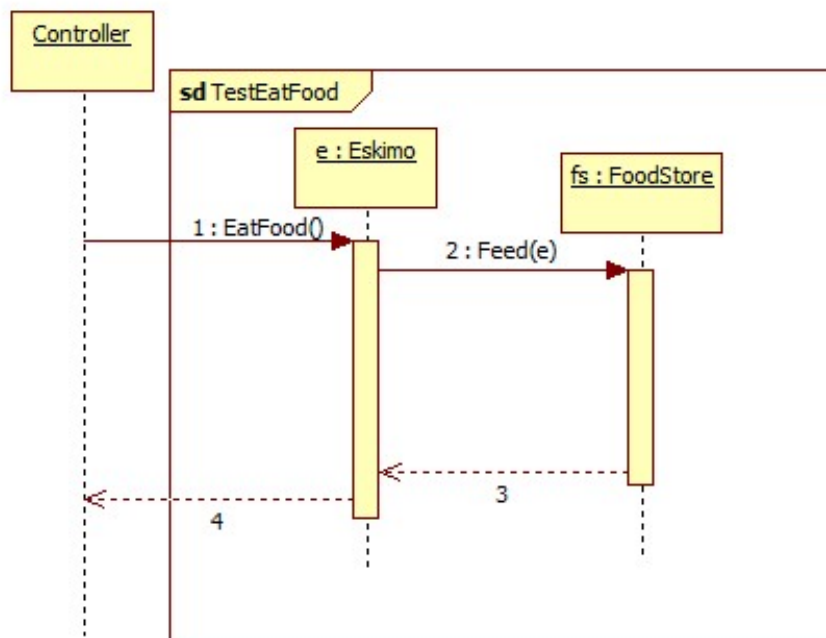 Controller
sd TestEatFood
e : Eskimo
fs : FoodStore
1 : EatFood()
2 : Feed(e)
3
4